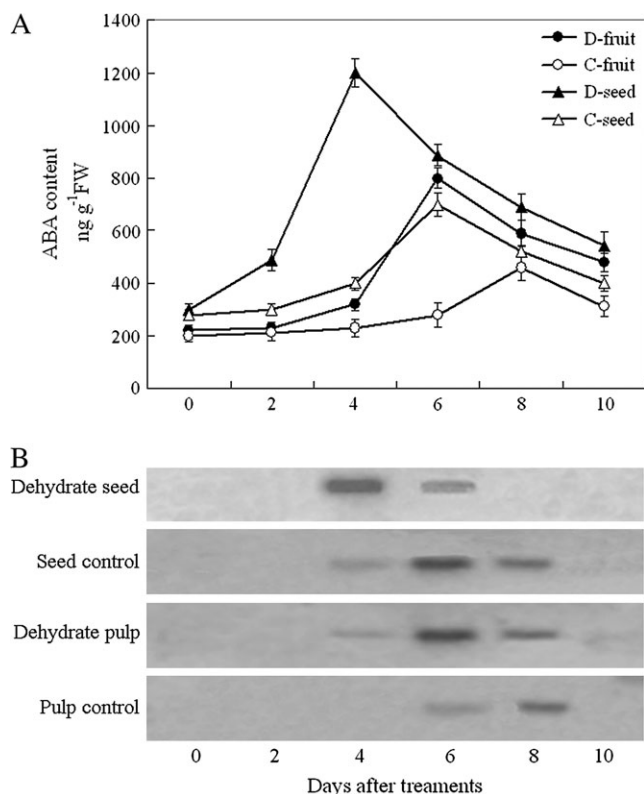 A
1400
1200
1000
800
600
400
200
0
ABA content
ng g⁻¹FW
D-fruit
C-fruit
D-seed
C-seed
0 2 4 6 8 10
B
Dehydrate seed
Seed control
Dehydrate pulp
Pulp control
0 2 4 6 8 10
Days after treaments